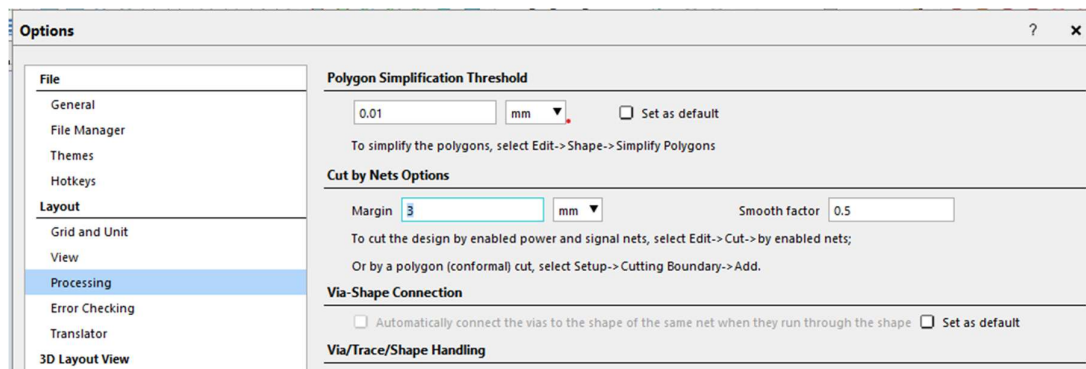 Options ? ×
File
General
File Manager
Themes
Hotkeys
Layout
Grid and Unit
View
Processing
Error Checking
Translator
3D Layout View
Polygon Simplification Threshold
0.01 mm Set as default
To simplify the polygons, select Edit->Shape->Simplify Polygons
Cut by Nets Options
Margin 3 mm Smooth factor 0.5
To cut the design by enabled power and signal nets, select Edit->Cut->by enabled nets;
Or by a polygon (conformal) cut, select Setup->Cutting Boundary->Add.
Via-Shape Connection
Automatically connect the vias to the shape of the same net when they run through the shape Set as default
Via/Trace/Shape Handling